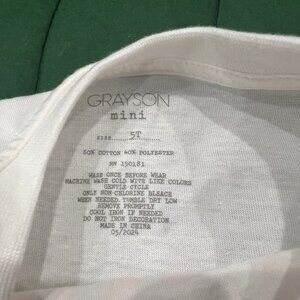 GRAYSON
mini
SIZE 5T
60% COTTON 40% POLYESTER
RN 150181
WASH ONCE BEFORE WEAR
MACHINE WASH COLD WITH LIKE COLORS
GENTLE CYCLE
ONLY NON-CHLORINE BLEACH
WHEN NEEDED. TUMBLE DRY LOW
REMOVE PROMPTLY
COOL IRON IF NEEDED
DO NOT IRON DECORATION
MADE IN CHINA
05/2024